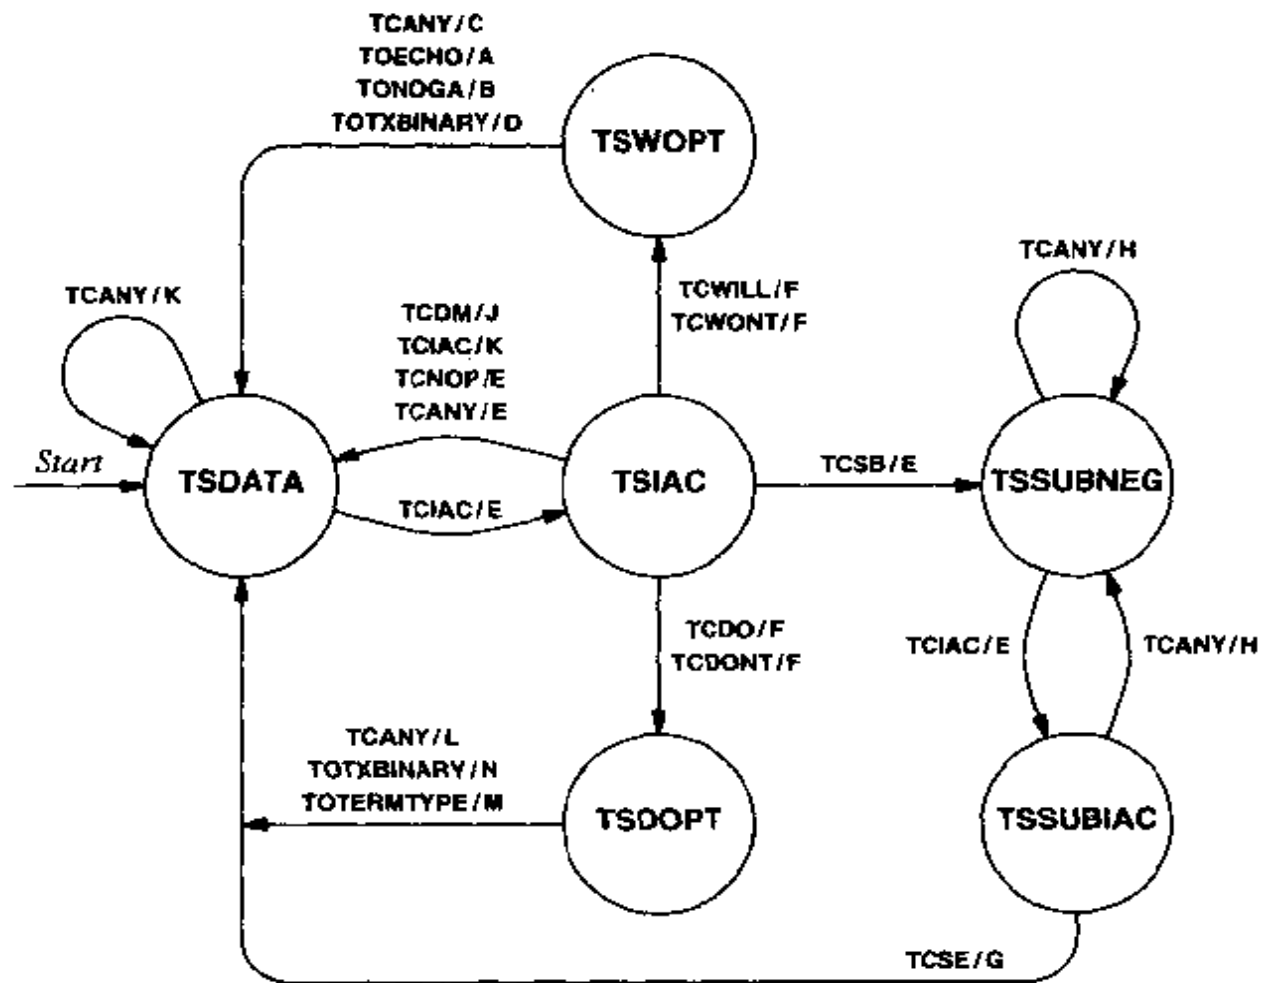 TCANY/C
TOECHO/A
TONOGA/B
TOTXBINARY/D
TSWOPT
TCANY/K
TCDM/J
TCIAC/K
TCNOP/E
TCANY/E
TCWILL/F
TCWONT/F
TCANY/H
Start
TSDATA
TCIAC/E
TSIAC
TCSB/E
TSSUBNEG
TCDO/F
TCDONT/F
TCIAC/E
TCANY/H
TCANY/L
TOTXBINARY/N
TOTERMTYPE/M
TSDOPT
TSSUBIAC
TCSE/G